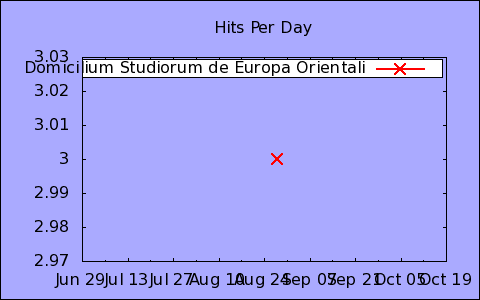 Hits Per Day
3.03
Domicilium Studiorum de Europa Orientali
3.02
3.01
3
2.99
2.98
2.97
Jun 29 Jul 13 Jul 27 Aug 10 Aug 24 Sep 07 Sep 21 Oct 05 Oct 19